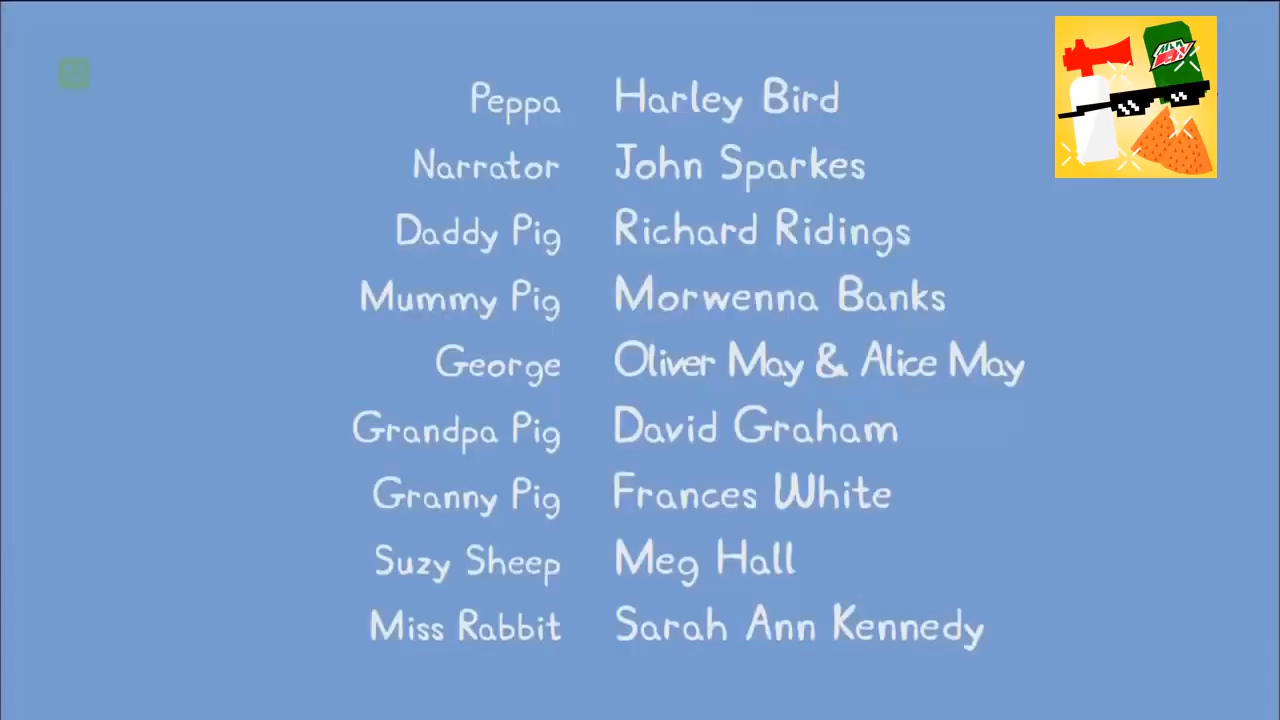 Peppa Harley Bird
Narrator John Sparkes
Daddy Pig Richard Ridings
Mummy Pig Morwenna Banks
George Oliver May & Alice May
Grandpa Pig David Graham
Granny Pig Frances White
Suzy Sheep Meg Hall
Miss Rabbit Sarah Ann Kennedy